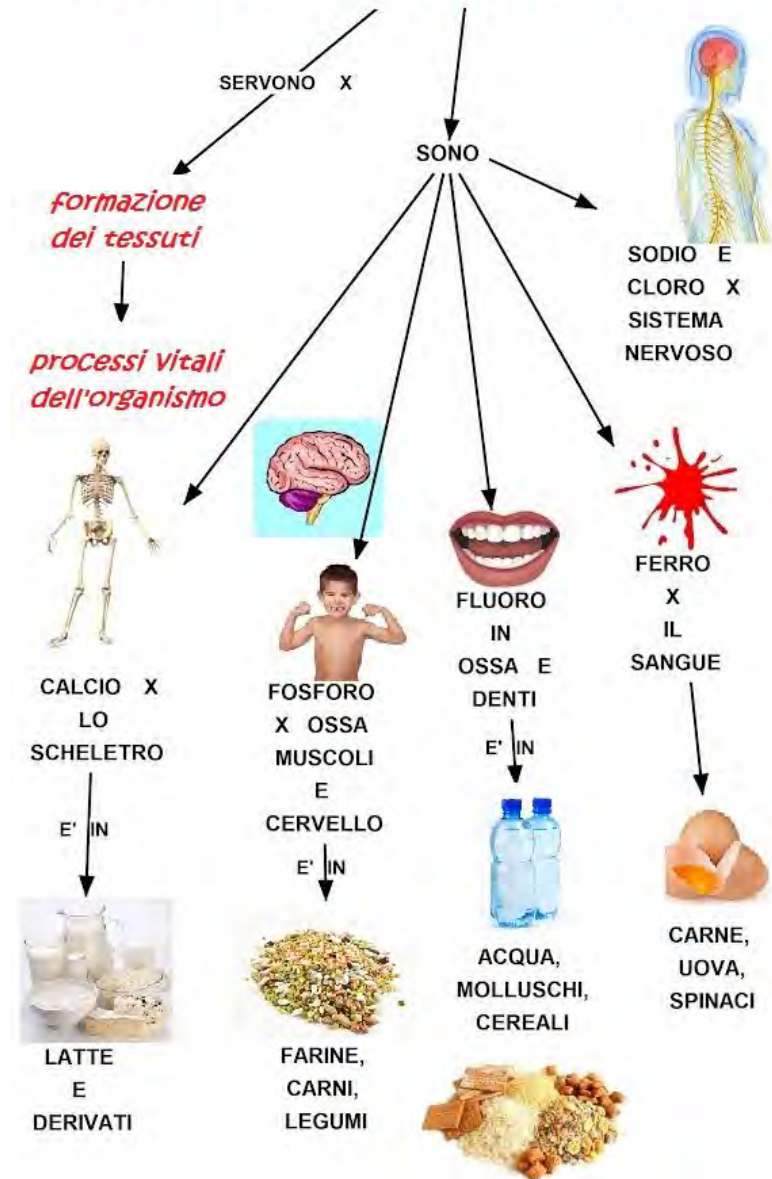 SERVONO X
formazione
dei tessuti
processi vitali
dell'organismo
SONO
SODIO E
CLORO X
SISTEMA
NERVOSO
CALCIO X
LO
SCHELETRO
E' IN
LATTE
E
DERIVATI
FOSFORO
X OSSA
MUSCOLI
E
CERVELLO
E' IN
FARINE,
CARNI,
LEGUMI
FLUORO
IN
OSSA E
DENTI
E' IN
ACQUA,
MOLLUSCHI,
CEREALI
FERRO
X
IL
SANGUE
CARNE,
UOVA,
SPINACI